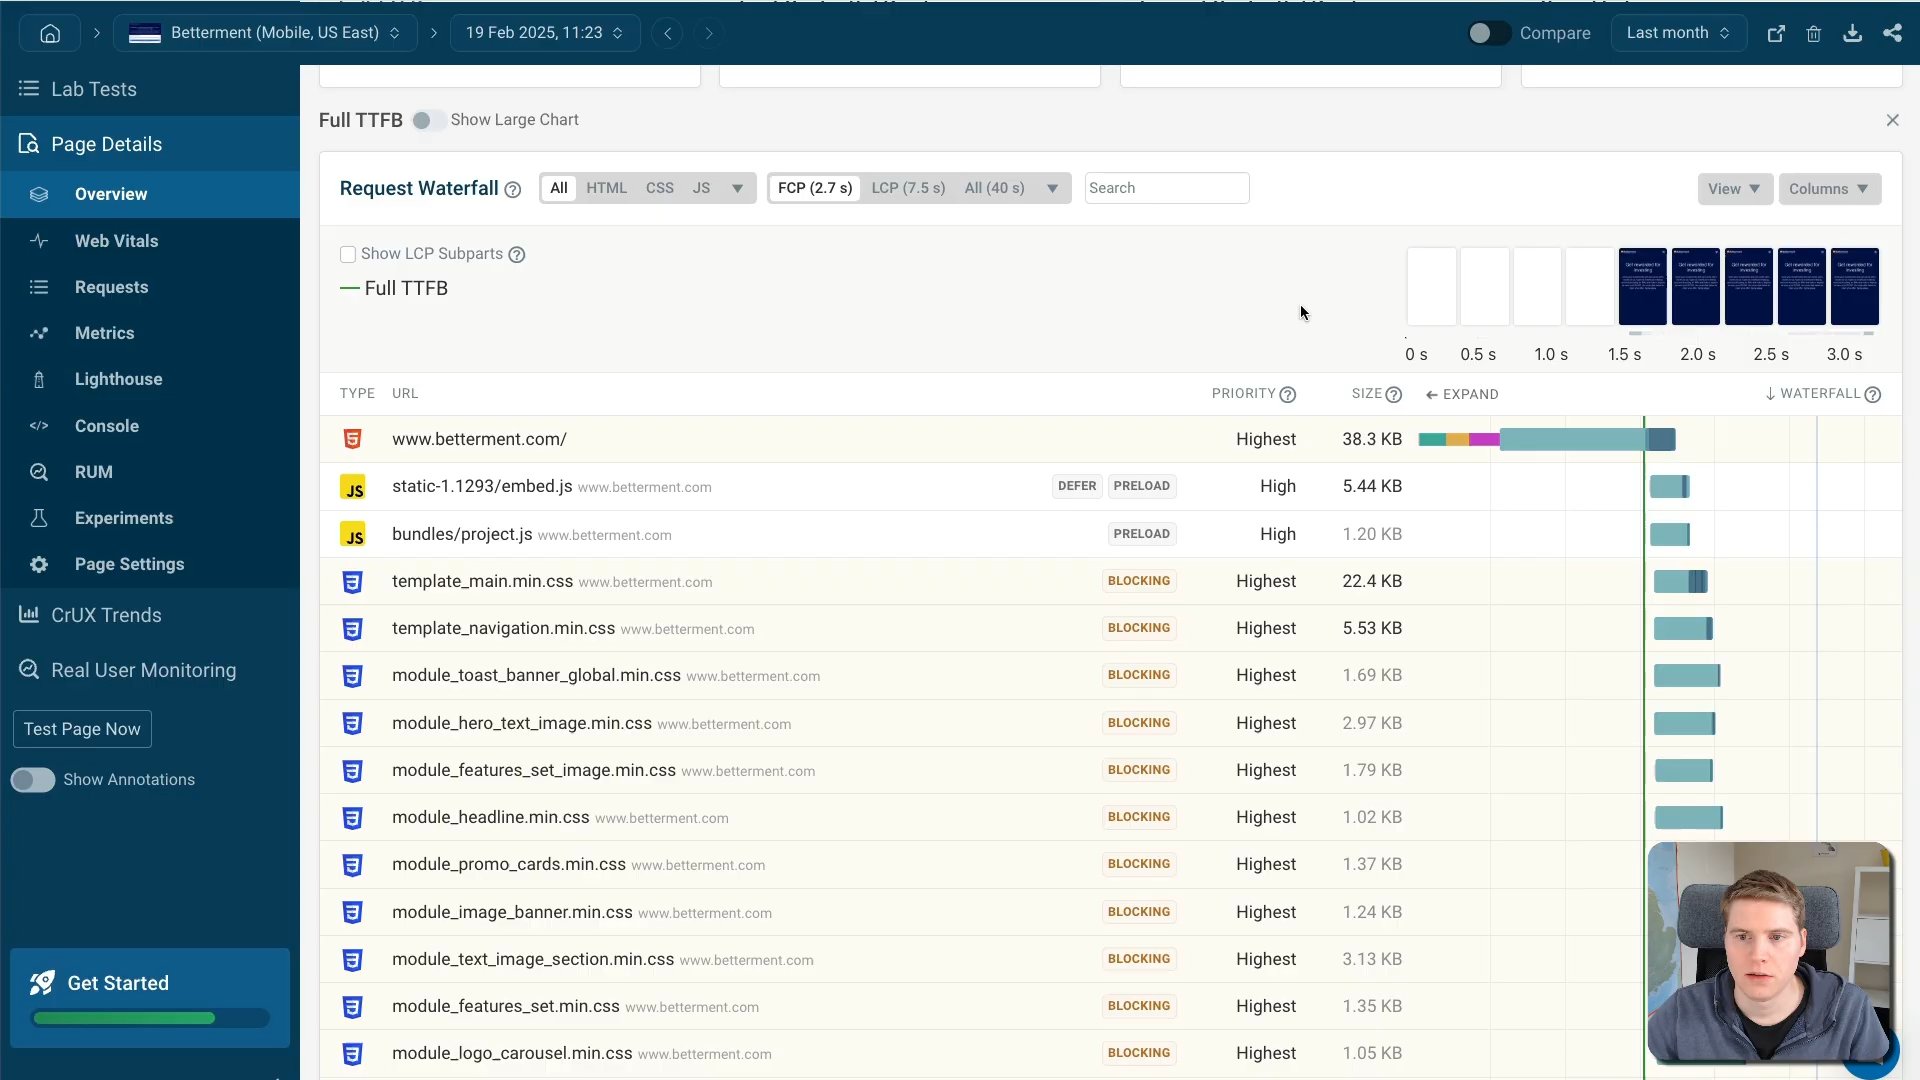 Betterment (Mobile, US East)
19 Feb 2025, 11:23
Compare
Last month
Lab Tests
Page Details
Overview
Web Vitals
Requests
Metrics
Lighthouse
Console
RUM
Experiments
Page Settings
CrUX Trends
Real User Monitoring
Test Page Now
Show Annotations
Get Started
Full TTFB Show Large Chart
Request Waterfall All HTML CSS JS FCP (2.7 s) LCP (7.5 s) All (40 s) Search View Columns
Show LCP Subparts
Full TTFB
0 s 0.5 s 1.0 s 1.5 s 2.0 s 2.5 s 3.0 s
TYPE URL PRIORITY SIZE ← EXPAND ↓ WATERFALL
www.betterment.com/ Highest 38.3 KB
JS static-1.1293/embed.js www.betterment.com DEFER PRELOAD High 5.44 KB
JS bundles/project.js www.betterment.com PRELOAD High 1.20 KB
template_main.min.css www.betterment.com BLOCKING Highest 22.4 KB
template_navigation.min.css www.betterment.com BLOCKING Highest 5.53 KB
module_toast_banner_global.min.css www.betterment.com BLOCKING Highest 1.69 KB
module_hero_text_image.min.css www.betterment.com BLOCKING Highest 2.97 KB
module_features_set_image.min.css www.betterment.com BLOCKING Highest 1.79 KB
module_headline.min.css www.betterment.com BLOCKING Highest 1.02 KB
module_promo_cards.min.css www.betterment.com BLOCKING Highest 1.37 KB
module_image_banner.min.css www.betterment.com BLOCKING Highest 1.24 KB
module_text_image_section.min.css www.betterment.com BLOCKING Highest 3.13 KB
module_features_set.min.css www.betterment.com BLOCKING Highest 1.35 KB
module_logo_carousel.min.css www.betterment.com BLOCKING Highest 1.05 KB